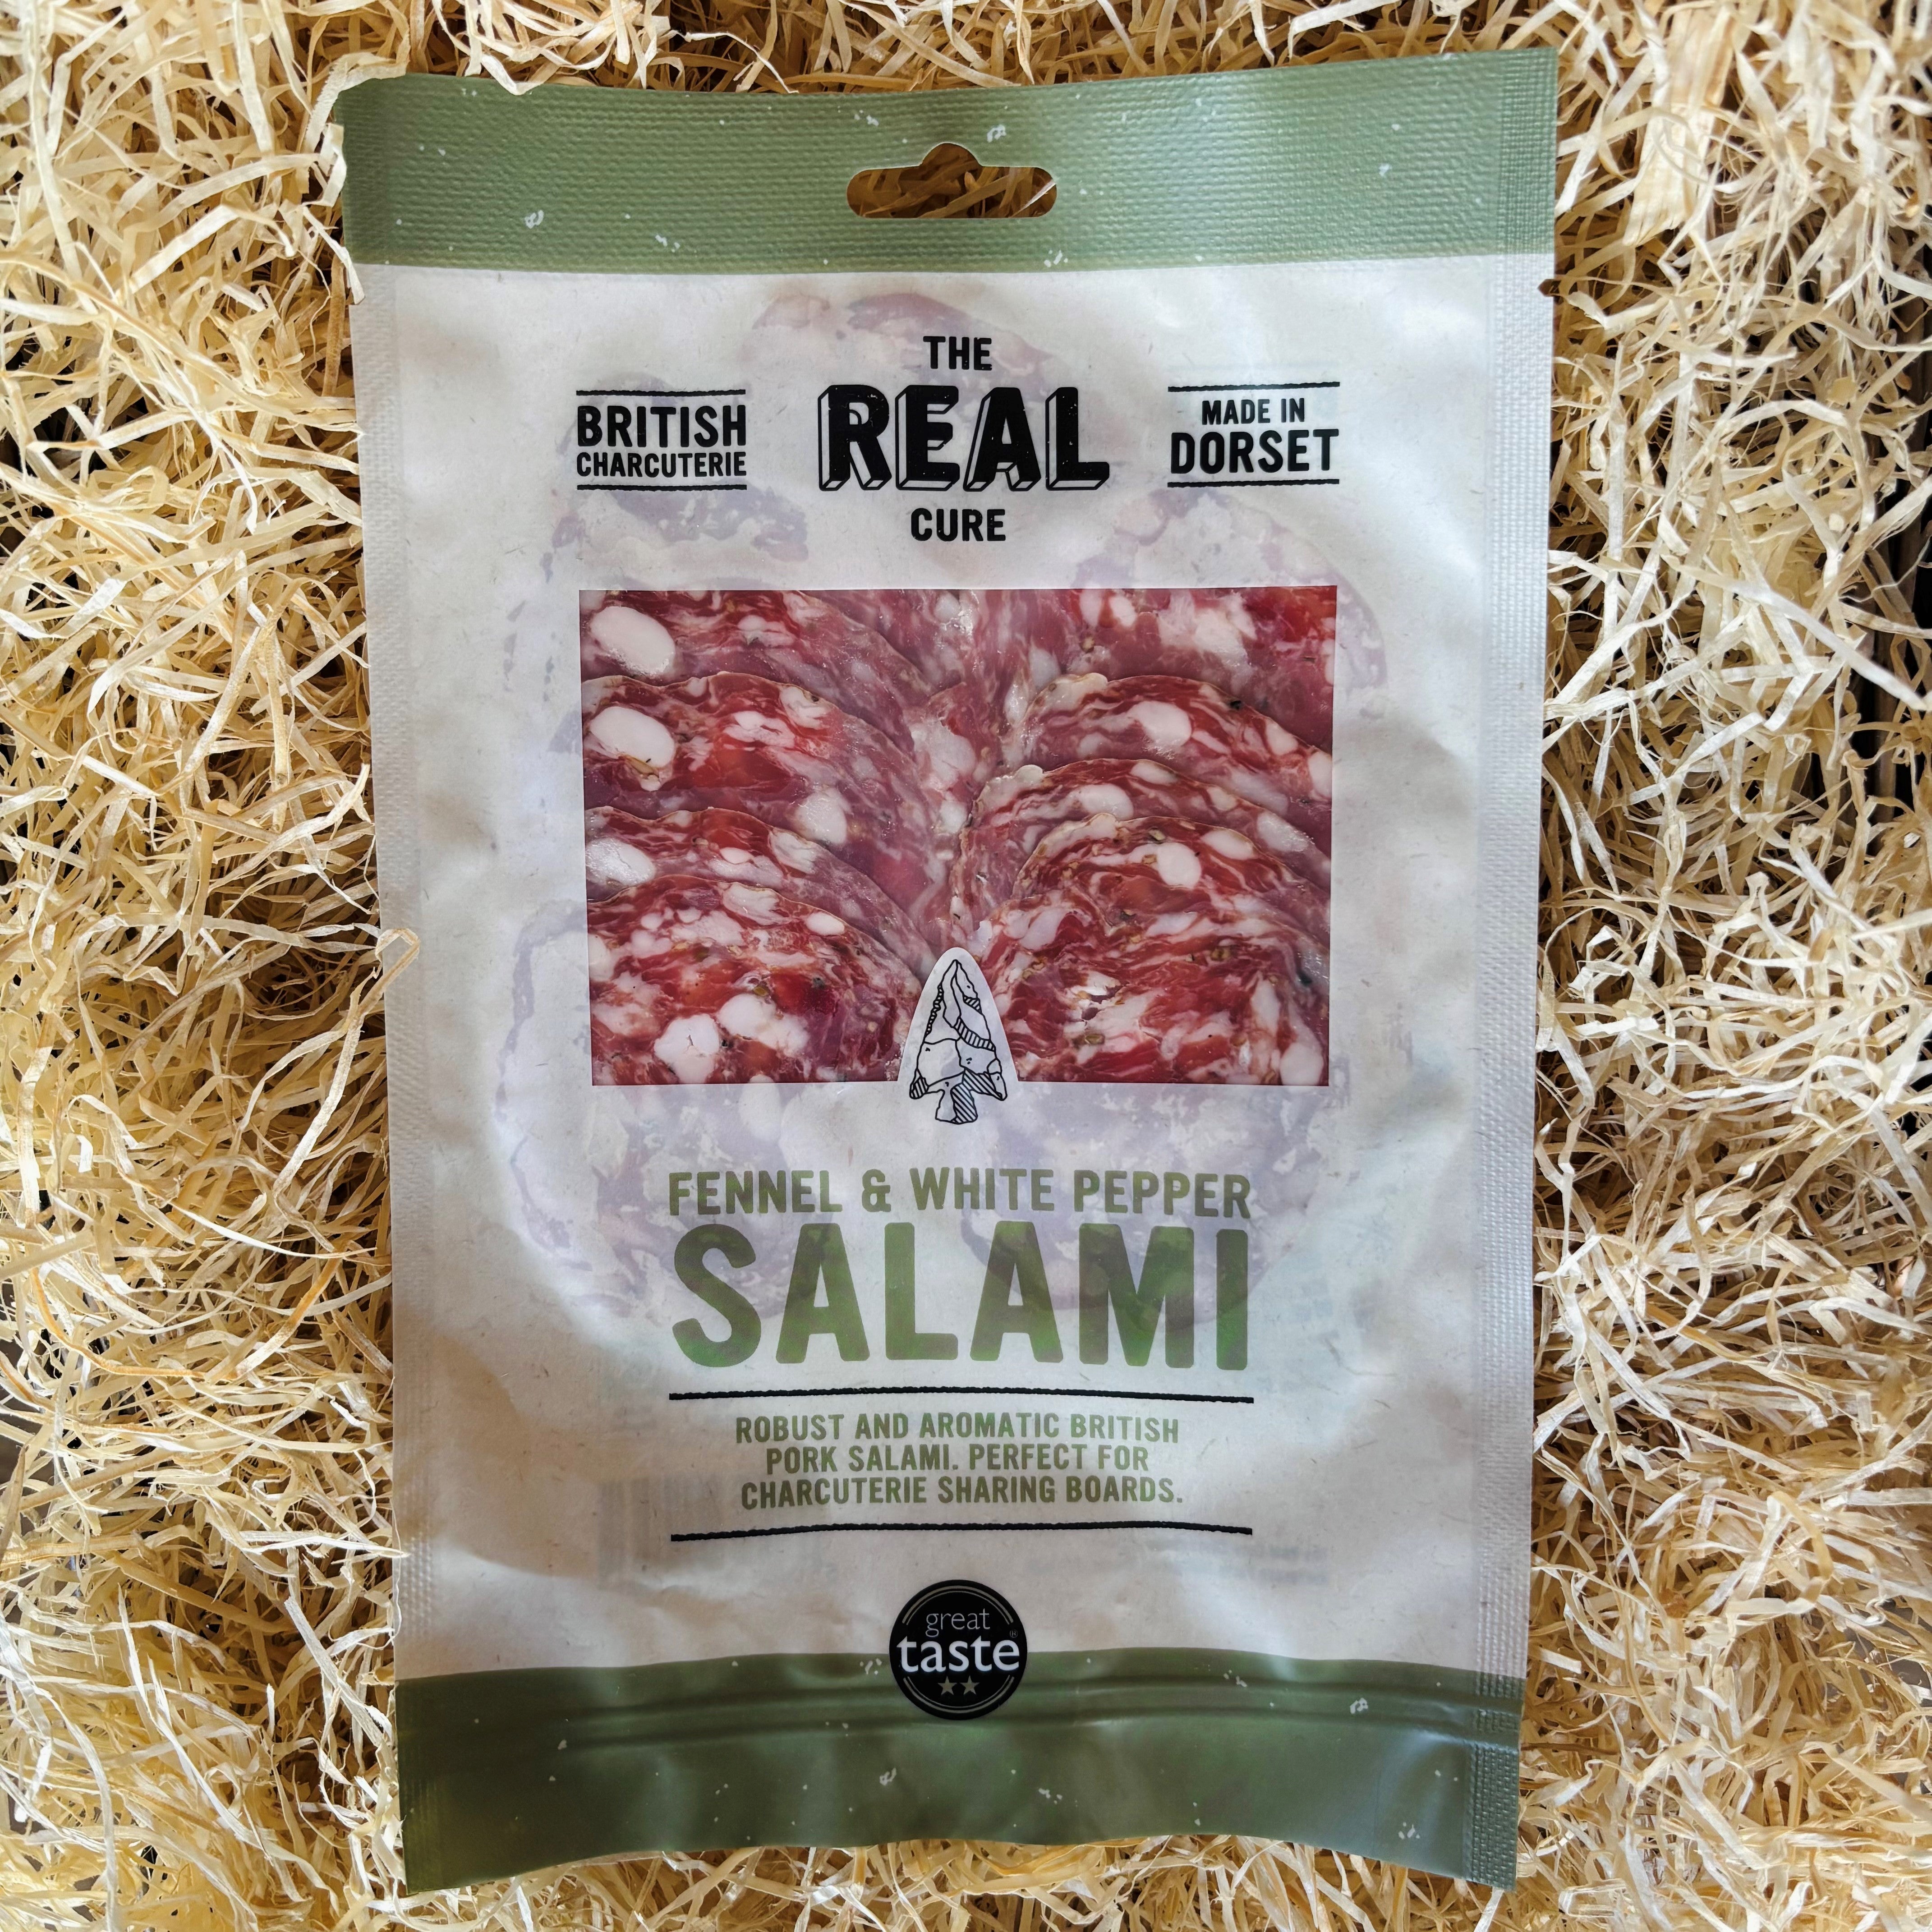 THE
REAL
CURE
BRITISH
CHARCUTERIE
MADE IN
DORSET
FENNEL & WHITE PEPPER
SALAMI
ROBUST AND AROMATIC BRITISH
PORK SALAMI. PERFECT FOR
CHARCUTERIE SHARING BOARDS.
great
taste®